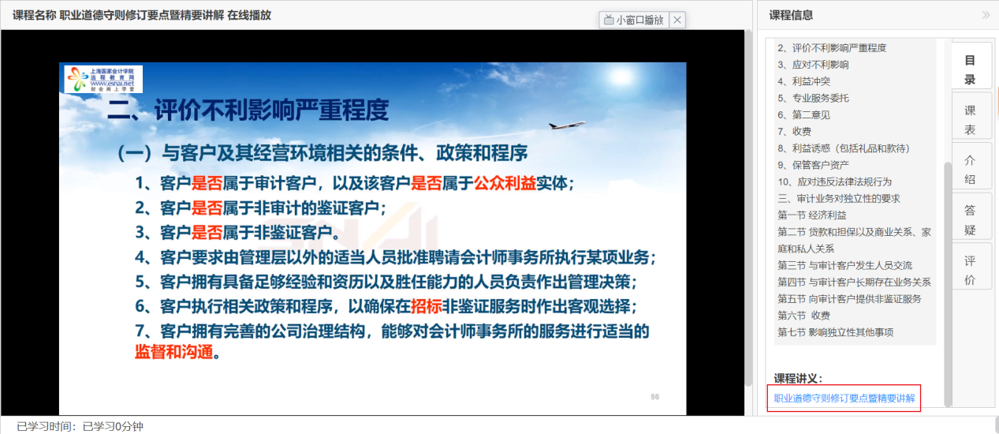 课程名称 职业道德守则修订要点暨精要讲解 在线播放
小窗口播放
上海国家会计学院
远程教育网
www.esnai.net
财会网上学堂
二、评价不利影响严重程度
（一）与客户及其经营环境相关的条件、政策和程序
1、客户是否属于审计客户，以及该客户是否属于公众利益实体；
2、客户是否属于非审计的鉴证客户；
3、客户是否属于非鉴证客户。
4、客户要求由管理层以外的适当人员批准聘请会计师事务所执行某项业务；
5、客户拥有具备足够经验和资历以及胜任能力的人员负责作出管理决策；
6、客户执行相关政策和程序，以确保在招标非鉴证服务时作出客观选择；
7、客户拥有完善的公司治理结构，能够对会计师事务所的服务进行适当的
监督和沟通。
56
已学习时间：已学习0分钟
课程信息
2、评价不利影响严重程度
3、应对不利影响
4、利益冲突
5、专业服务委托
6、第二意见
7、收费
8、利益诱惑（包括礼品和款待）
9、保管客户资产
10、应对违反法律法规行为
三、审计业务对独立性的要求
第一节 经济利益
第二节 贷款和担保以及商业关系、家
庭和私人关系
第三节 与审计客户发生人员交流
第四节 与审计客户长期存在业务关系
第五节 向审计客户提供非鉴证服务
第六节 收费
第七节 影响独立性其他事项
课程讲义：
职业道德守则修订要点暨精要讲解
目
录
课
表
介
绍
答
疑
评
价